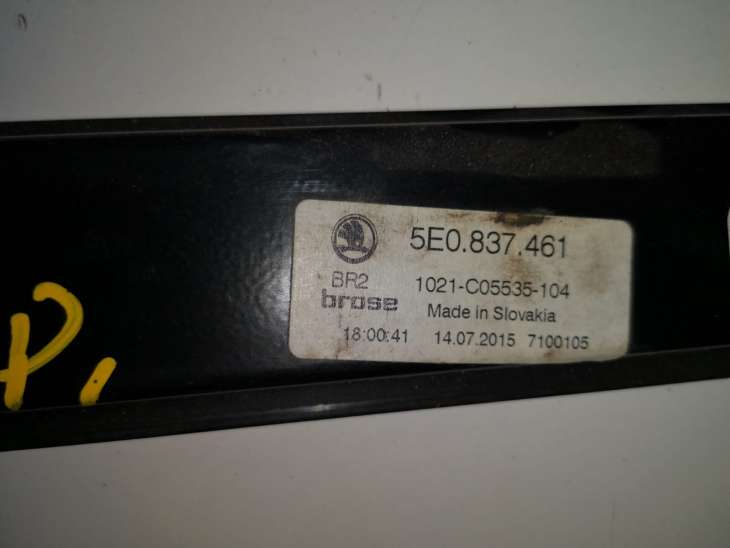 5E0.837.461
BR2 1021-C05535-104
brose Made in Slovakia
18:00:41 14.07.2015 7100105
P,